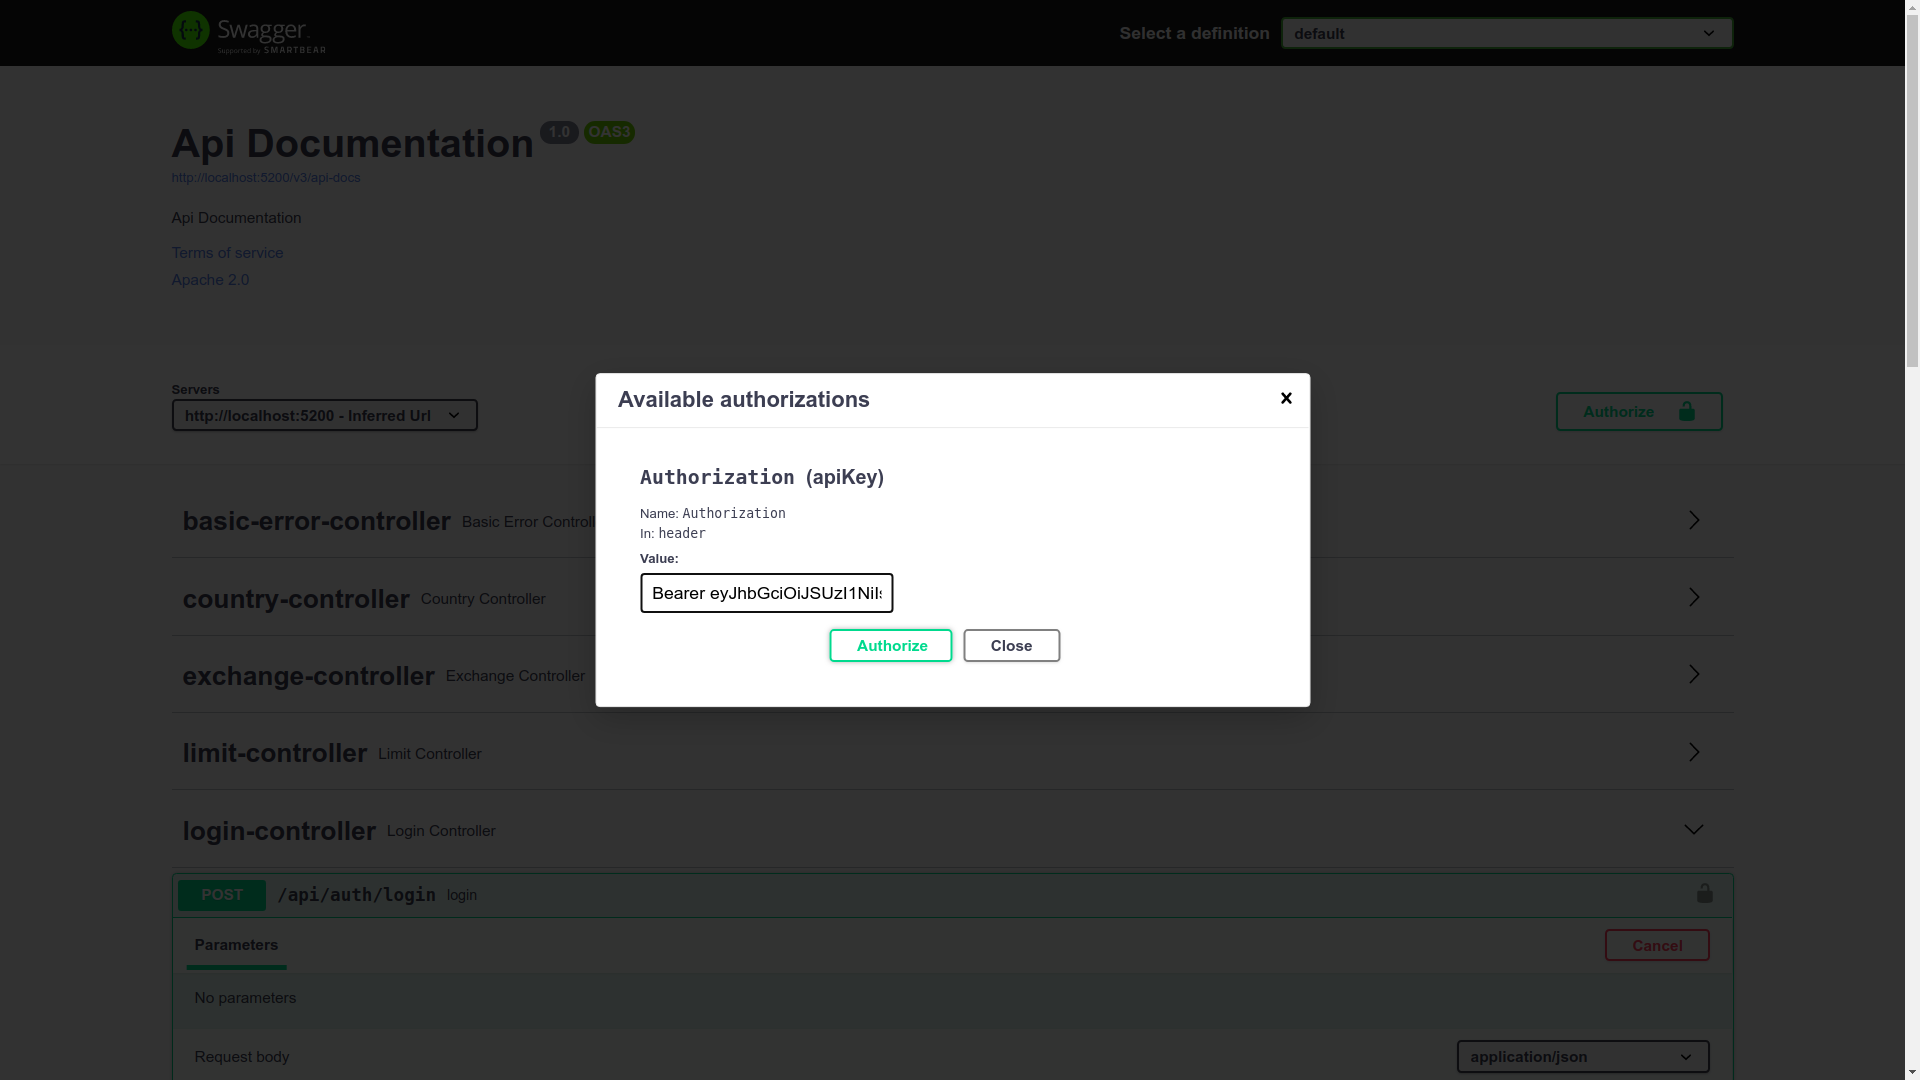 Swagger
Supported by SMARTBEAR
Select a definition
default
Api Documentation 1.0 OAS3
http://localhost:5200/v3/api-docs
Api Documentation
Terms of service
Apache 2.0
Servers
http://localhost:5200 - Inferred Url
Authorize
Available authorizations
Authorization (apiKey)
Name: Authorization
In: header
Value:
Bearer eyJhbGciOiJSUzI1NiIs
Authorize
Close
basic-error-controller Basic Error Controll
country-controller Country Controller
exchange-controller Exchange Controller
limit-controller Limit Controller
login-controller Login Controller
POST /api/auth/login login
Parameters
Cancel
No parameters
Request body
application/json